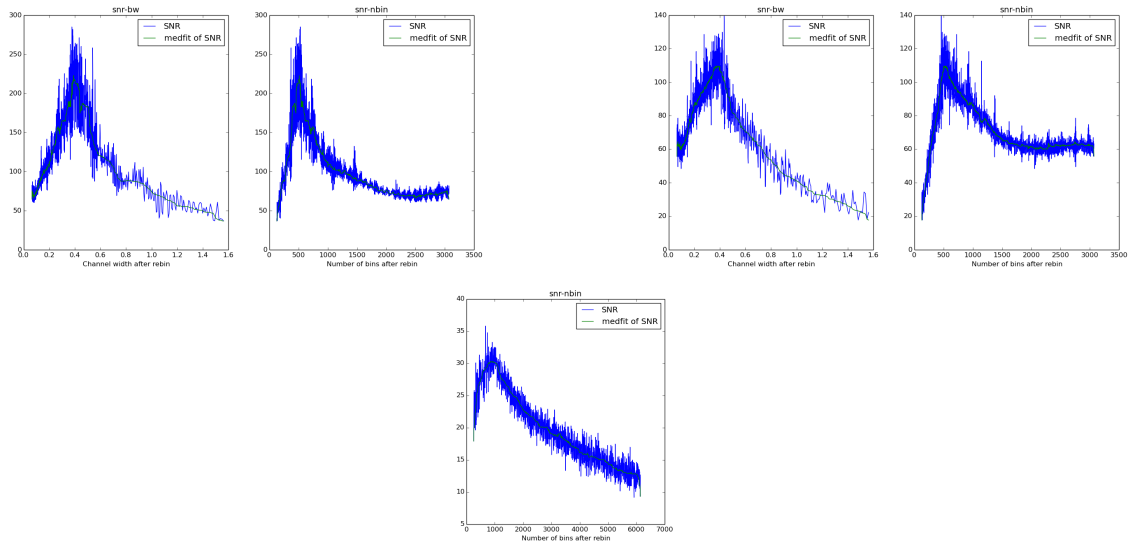 snr-bw
300
250
200
150
100
50
0
0.0 0.2 0.4 0.6 0.8 1.0 1.2 1.4 1.6
Channel width after rebin
SNR
medfit of SNR
snr-nbin
300
250
200
150
100
50
0
0 500 1000 1500 2000 2500 3000 3500
Number of bins after rebin
SNR
medfit of SNR
snr-bw
140
120
100
80
60
40
20
0
0.0 0.2 0.4 0.6 0.8 1.0 1.2 1.4 1.6
Channel width after rebin
SNR
medfit of SNR
snr-nbin
140
120
100
80
60
40
20
0
0 500 1000 1500 2000 2500 3000 3500
Number of bins after rebin
SNR
medfit of SNR
snr-nbin
40
35
30
25
20
15
10
5
0 1000 2000 3000 4000 5000 6000 7000
Number of bins after rebin
SNR
medfit of SNR